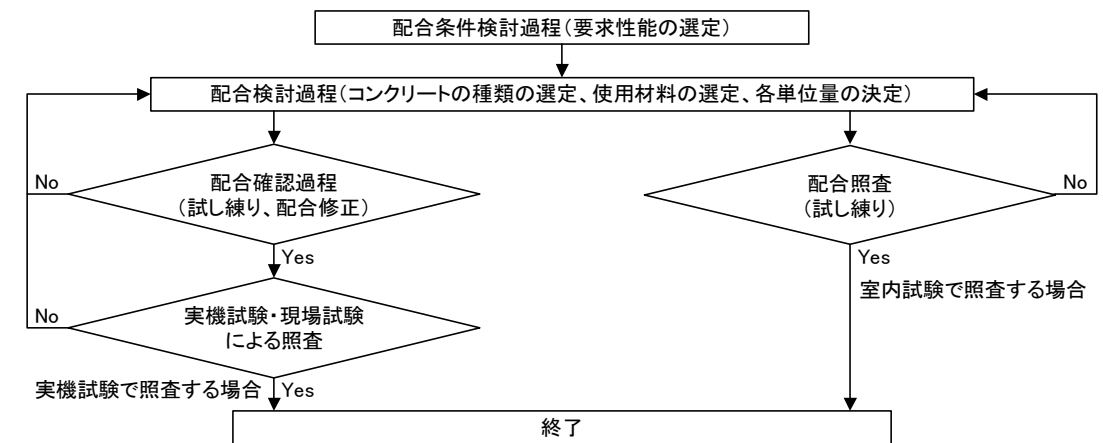 配合条件検討過程(要求性能の選定)
配合検討過程(コンクリートの種類の選定、使用材料の選定、各単位量の決定)
No
配合確認過程
(試し練り、配合修正)
Yes
No
実機試験・現場試験
による照査
実機試験で照査する場合
Yes
配合照査
(試し練り)
No
Yes
室内試験で照査する場合
終了